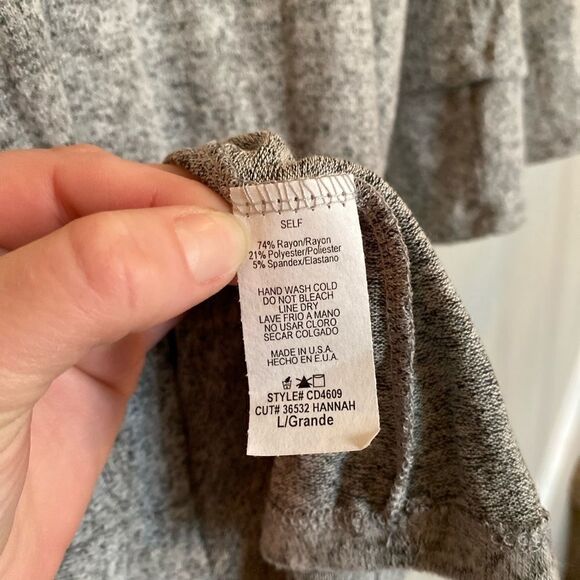 SELF
74% Rayon/Rayon
21% Polyester/Poliester
5% Spandex/Elastano
HAND WASH COLD
DO NOT BLEACH
LINE DRY
LAVE FRIO A MANO
NO USAR CLORO
SECAR COLGADO
MADE IN U.S.A.
HECHO EN E.U.A.
STYLE# CD4609
CUT# 36532 HANNAH
L/Grande